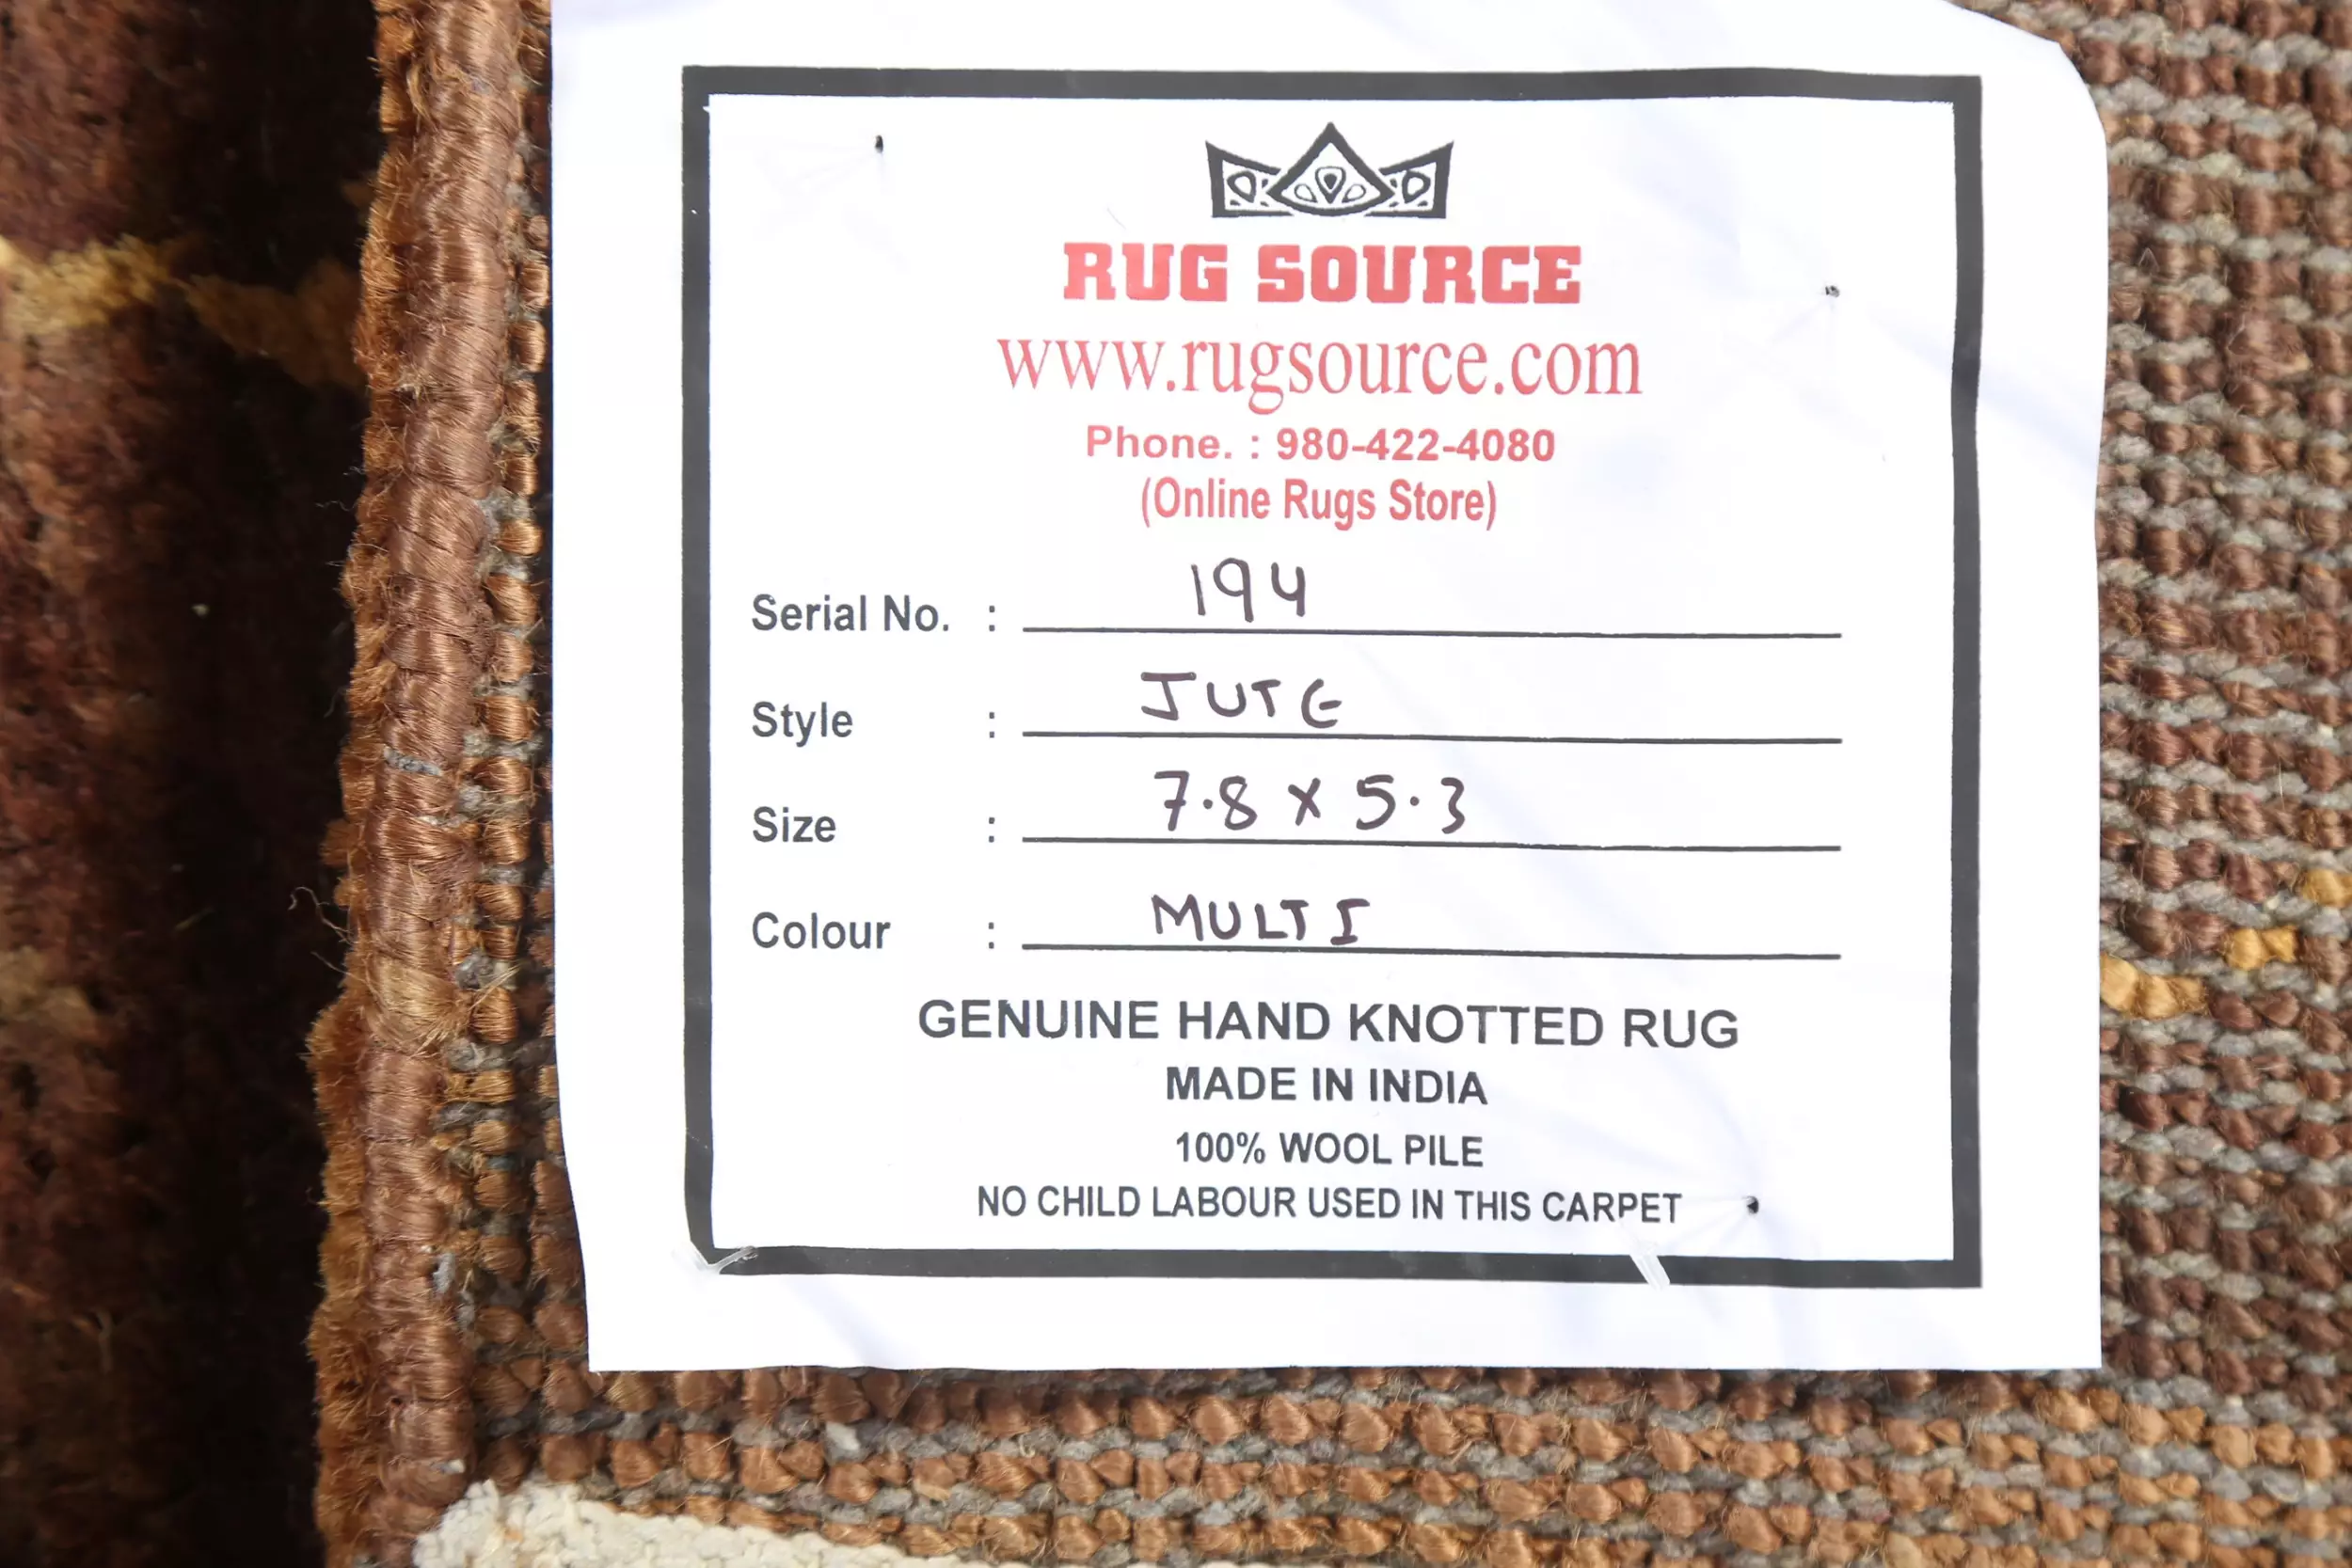 RUG SOURCE
www.rugsource.com
Phone. : 980-422-4080
(Online Rugs Store)
Serial No. : 194
Style : JUTE
Size : 7.8 x 5.3
Colour : MULTI
GENUINE HAND KNOTTED RUG
MADE IN INDIA
100% WOOL PILE
NO CHILD LABOUR USED IN THIS CARPET